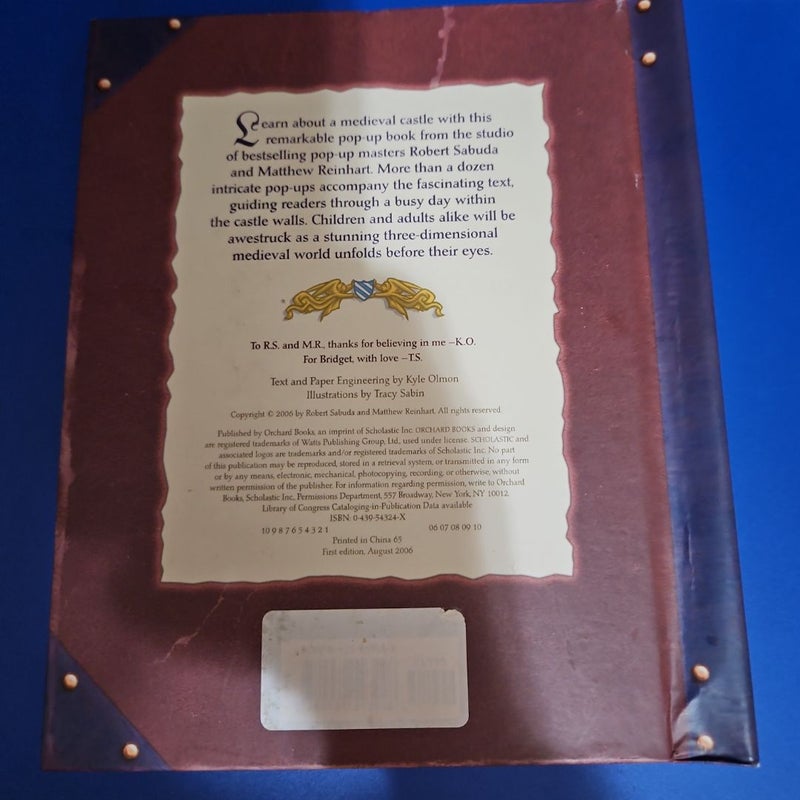 Learn about a medieval castle with this
remarkable pop-up book from the studio
of bestselling pop-up masters Robert Sabuda
and Matthew Reinhart. More than a dozen
intricate pop-ups accompany the fascinating text,
guiding readers through a busy day within
the castle walls. Children and adults alike will be
awestruck as a stunning three-dimensional
medieval world unfolds before their eyes.
To R.S. and M.R., thanks for believing in me –K.O.
For Bridget, with love –T.S.
Text and Paper Engineering by Kyle Olmon
Illustrations by Tracy Sabin
Copyright © 2006 by Robert Sabuda and Matthew Reinhart. All rights reserved.
Published by Orchard Books, an imprint of Scholastic Inc. ORCHARD BOOKS and design
are registered trademarks of Watts Publishing Group, Ltd., used under license. SCHOLASTIC and
associated logos are trademarks and/or registered trademarks of Scholastic Inc. No part
of this publication may be reproduced, stored in a retrieval system, or transmitted in any form
or by any means, electronic, mechanical, photocopying, recording, or otherwise, without
written permission of the publisher. For information regarding permission, write to Orchard
Books, Scholastic Inc., Permissions Department, 557 Broadway, New York, NY 10012.
Library of Congress Cataloging-in-Publication Data available
ISBN: 0-439-54324-X
10 9 8 7 6 5 4 3 2 1 06 07 08 09 10
Printed in China 65
First edition, August 2006